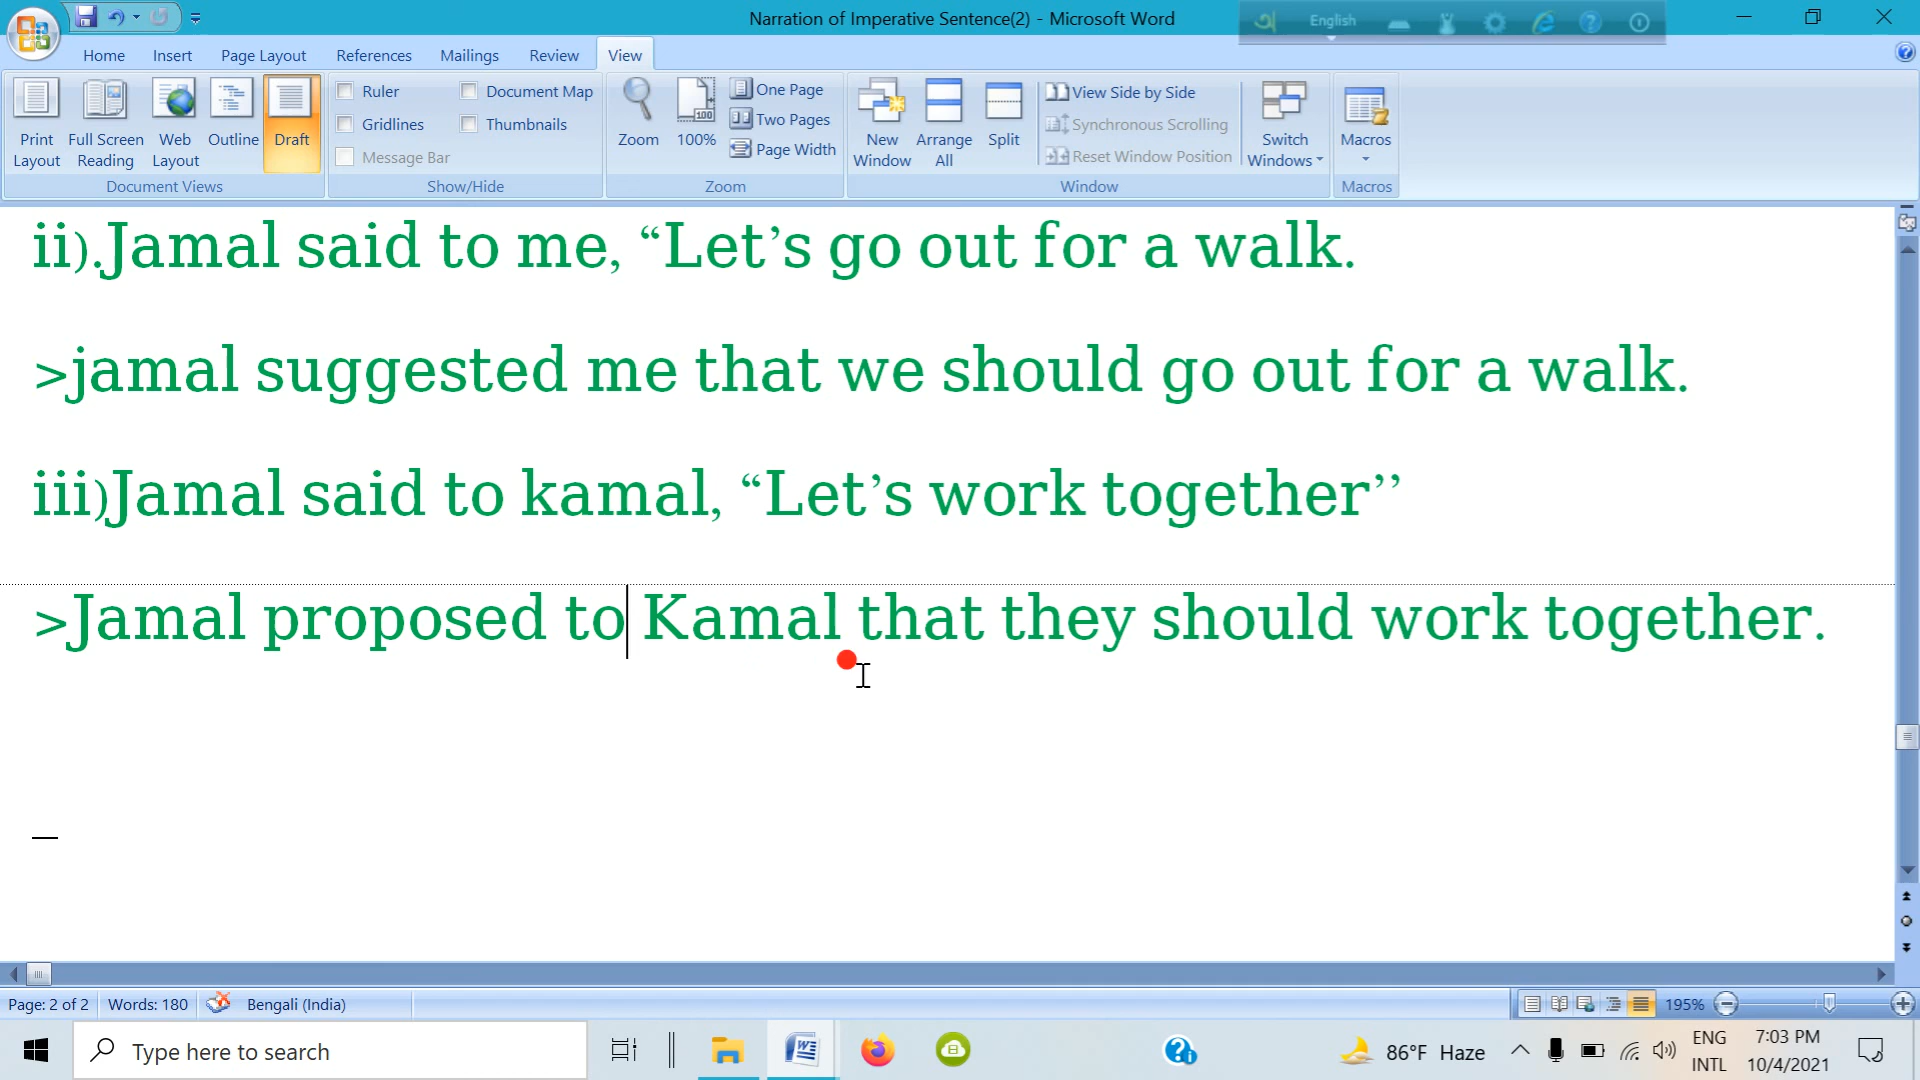 Narration of Imperative Sentence(2) - Microsoft Word
অ English
Home Insert Page Layout References Mailings Review View
Print Layout Full Screen Reading Web Layout Outline Draft
Document Views
Ruler Document Map
Gridlines Thumbnails
Message Bar
Show/Hide
Zoom 100% One Page
Two Pages
Page Width
Zoom
New Window Arrange All Split View Side by Side
Synchronous Scrolling
Reset Window Position
Switch Windows
Window
Macros
Macros
ii).Jamal said to me, “Let’s go out for a walk.
>jamal suggested me that we should go out for a walk.
iii)Jamal said to kamal, “Let’s work together’’
>Jamal proposed to Kamal that they should work together.
Page: 2 of 2 Words: 180 Bengali (India) 195%
Type here to search 86°F Haze ENG 7:03 PM
INTL 10/4/2021